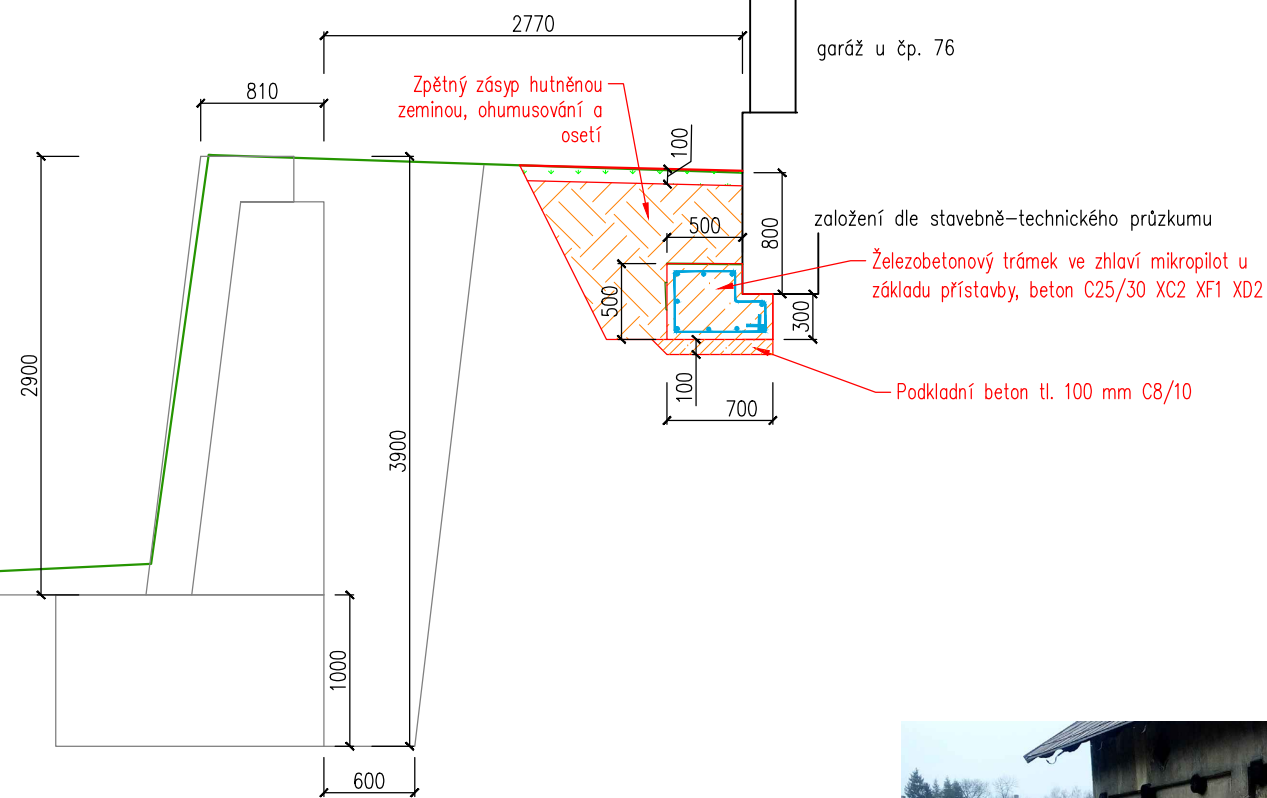 2770
garáž u čp. 76
Zpětný zásyp hutněnou
zeminou, ohumusování a
osetí
810
100
500
800
založení dle stavebně-technického průzkumu
Železobetonový trámek ve zhlaví mikropilot u
základu přístavby, beton C25/30 XC2 XF1 XD2
500
300
2900
100
700
Podkladní beton tl. 100 mm C8/10
3900
1000
600